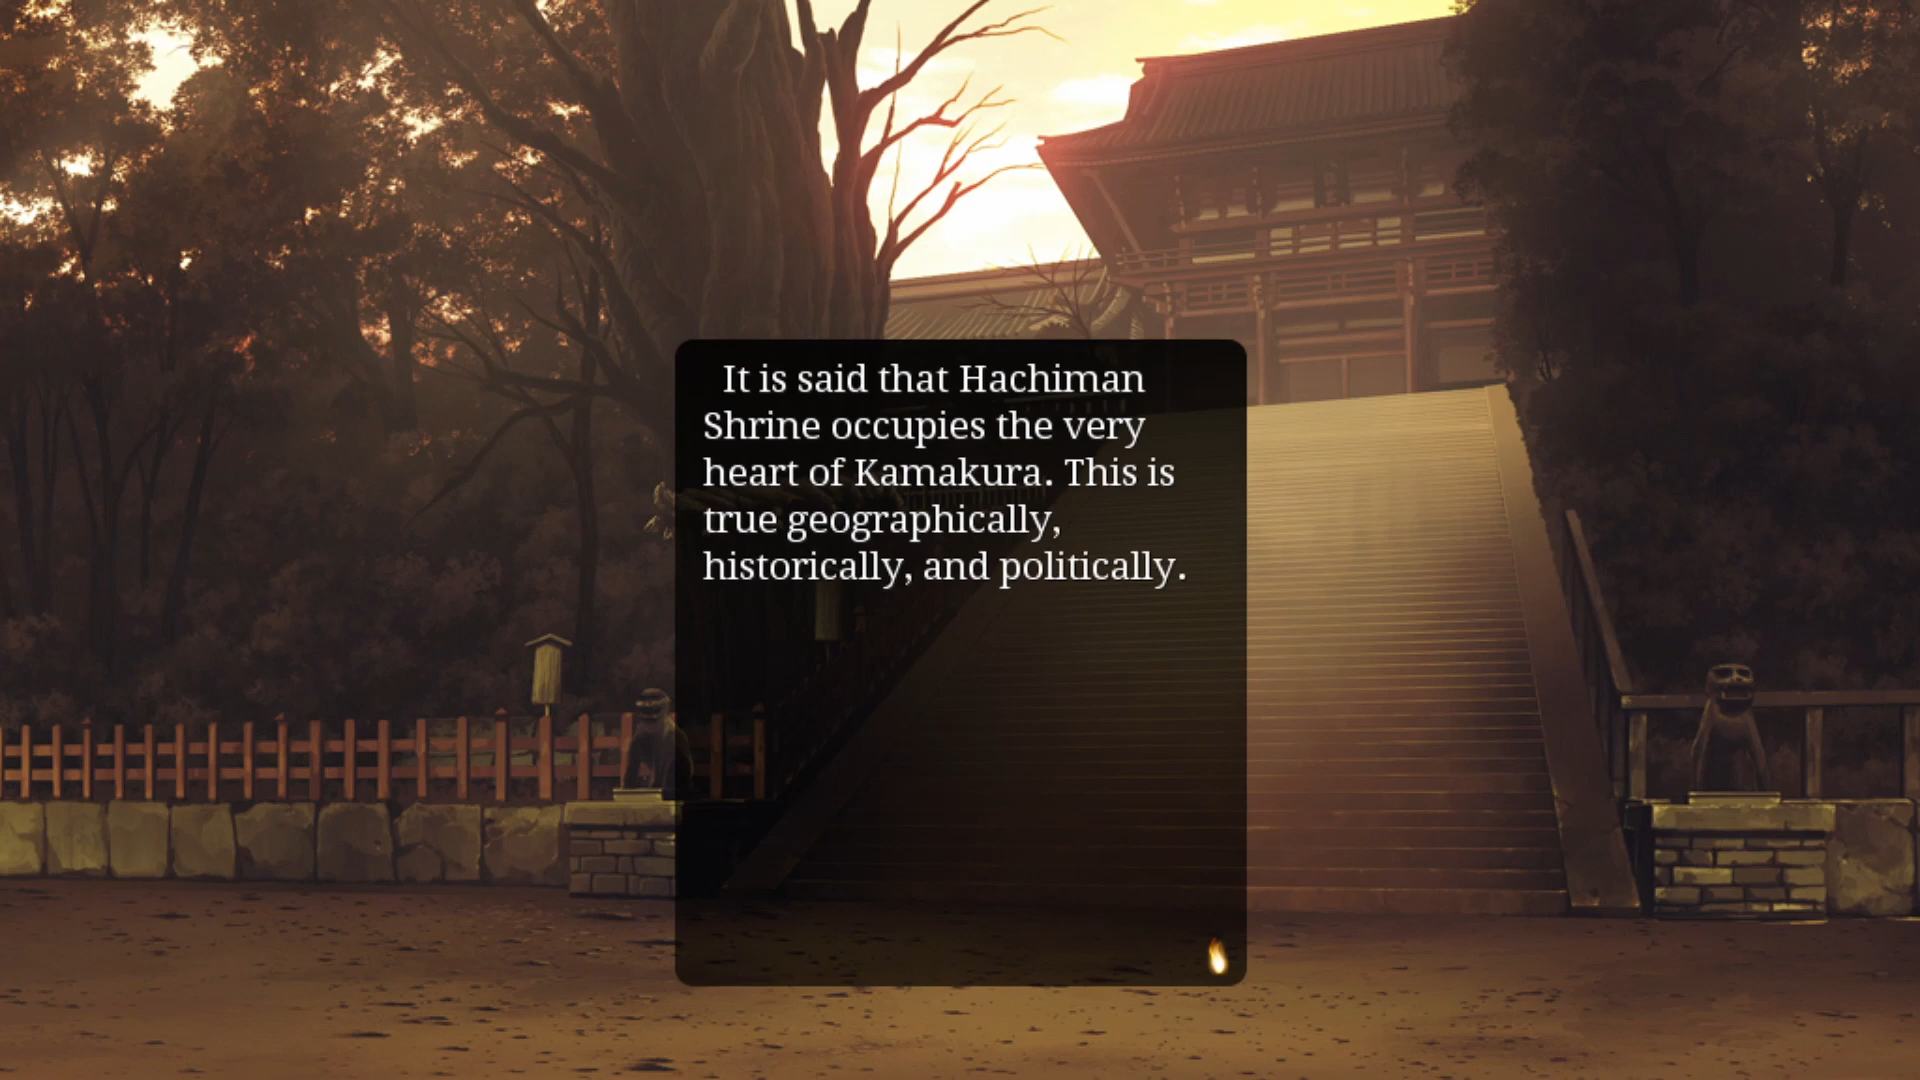 It is said that Hachiman
Shrine occupies the very
heart of Kamakura. This is
true geographically,
historically, and politically.